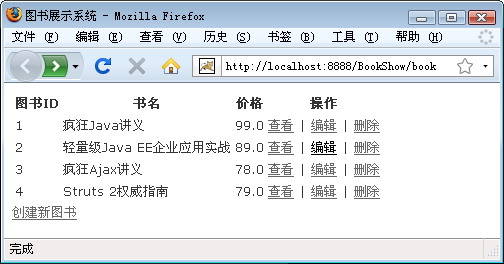 图书展示系统 - Mozilla Firefox
文件 (F) 编辑 (E) 查看 (V) 历史 (S) 书签 (B) 工具 (T) 帮助 (H)
http://localhost:8888/BookShow/book
图书ID 书名 价格 操作
1 疯狂Java讲义 99.0 查看 | 编辑 | 删除
2 轻量级Java EE企业应用实战 89.0 查看 | 编辑 | 删除
3 疯狂Ajax讲义 78.0 查看 | 编辑 | 删除
4 Struts 2权威指南 79.0 查看 | 编辑 | 删除
创建新图书
完成